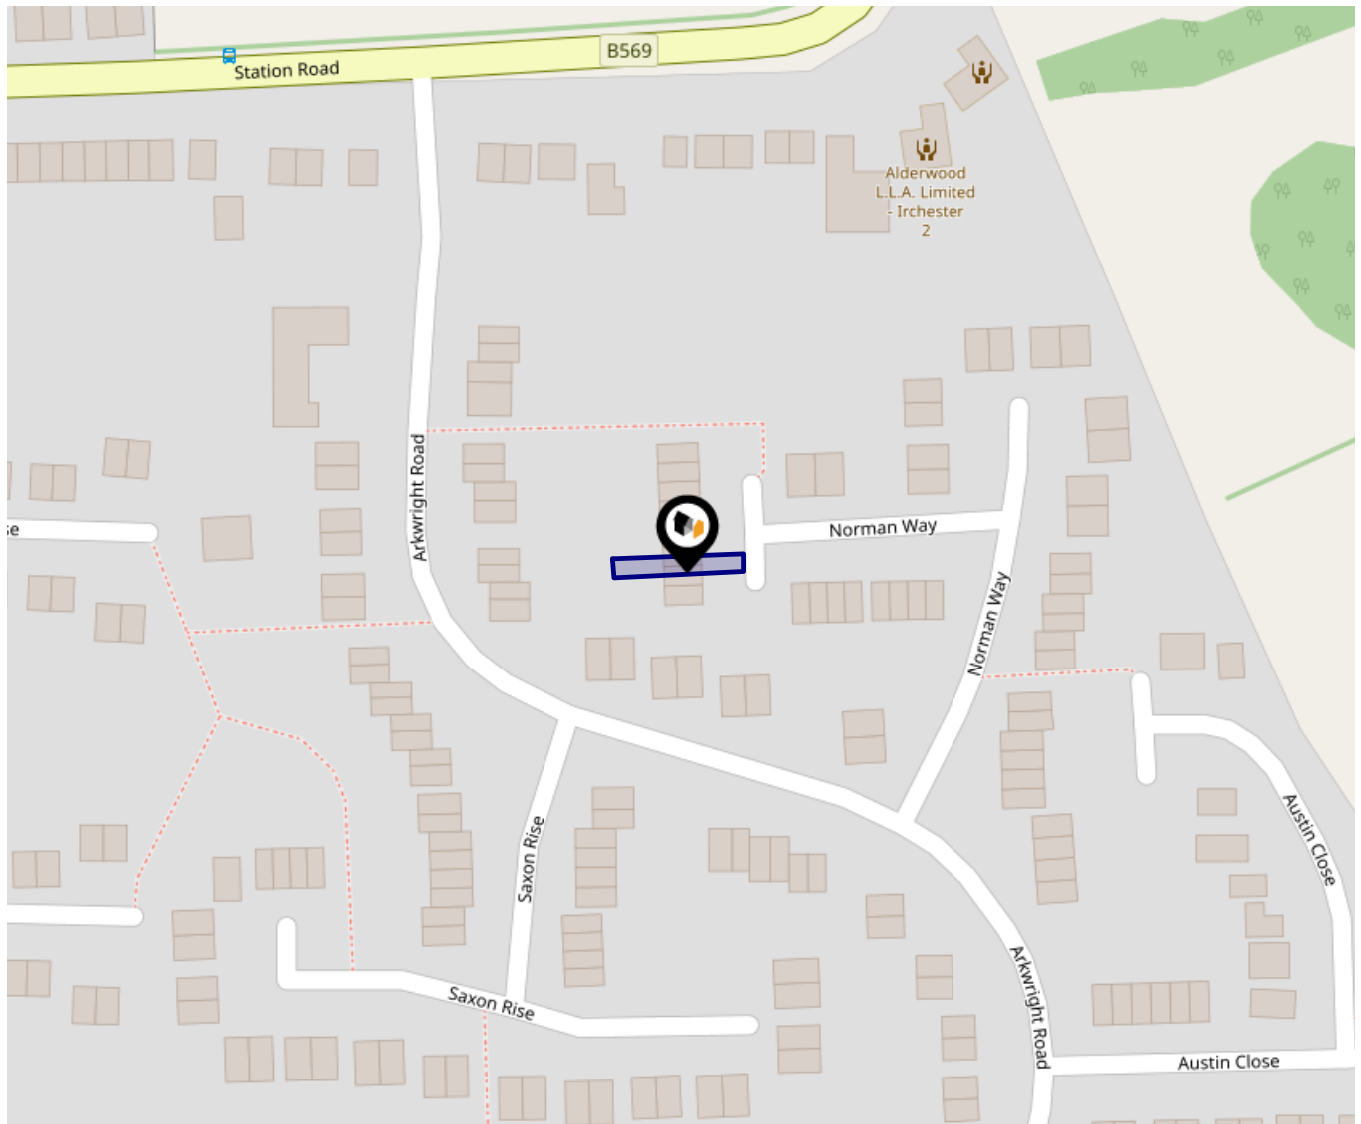 B569
Station Road
Alderwood
L.L.A. Limited
- Irchester
2
Arkwright Road
se
Norman Way
Norman Way
Austin Close
Saxon Rise
Saxon Rise
Arkwright Road
Austin Close